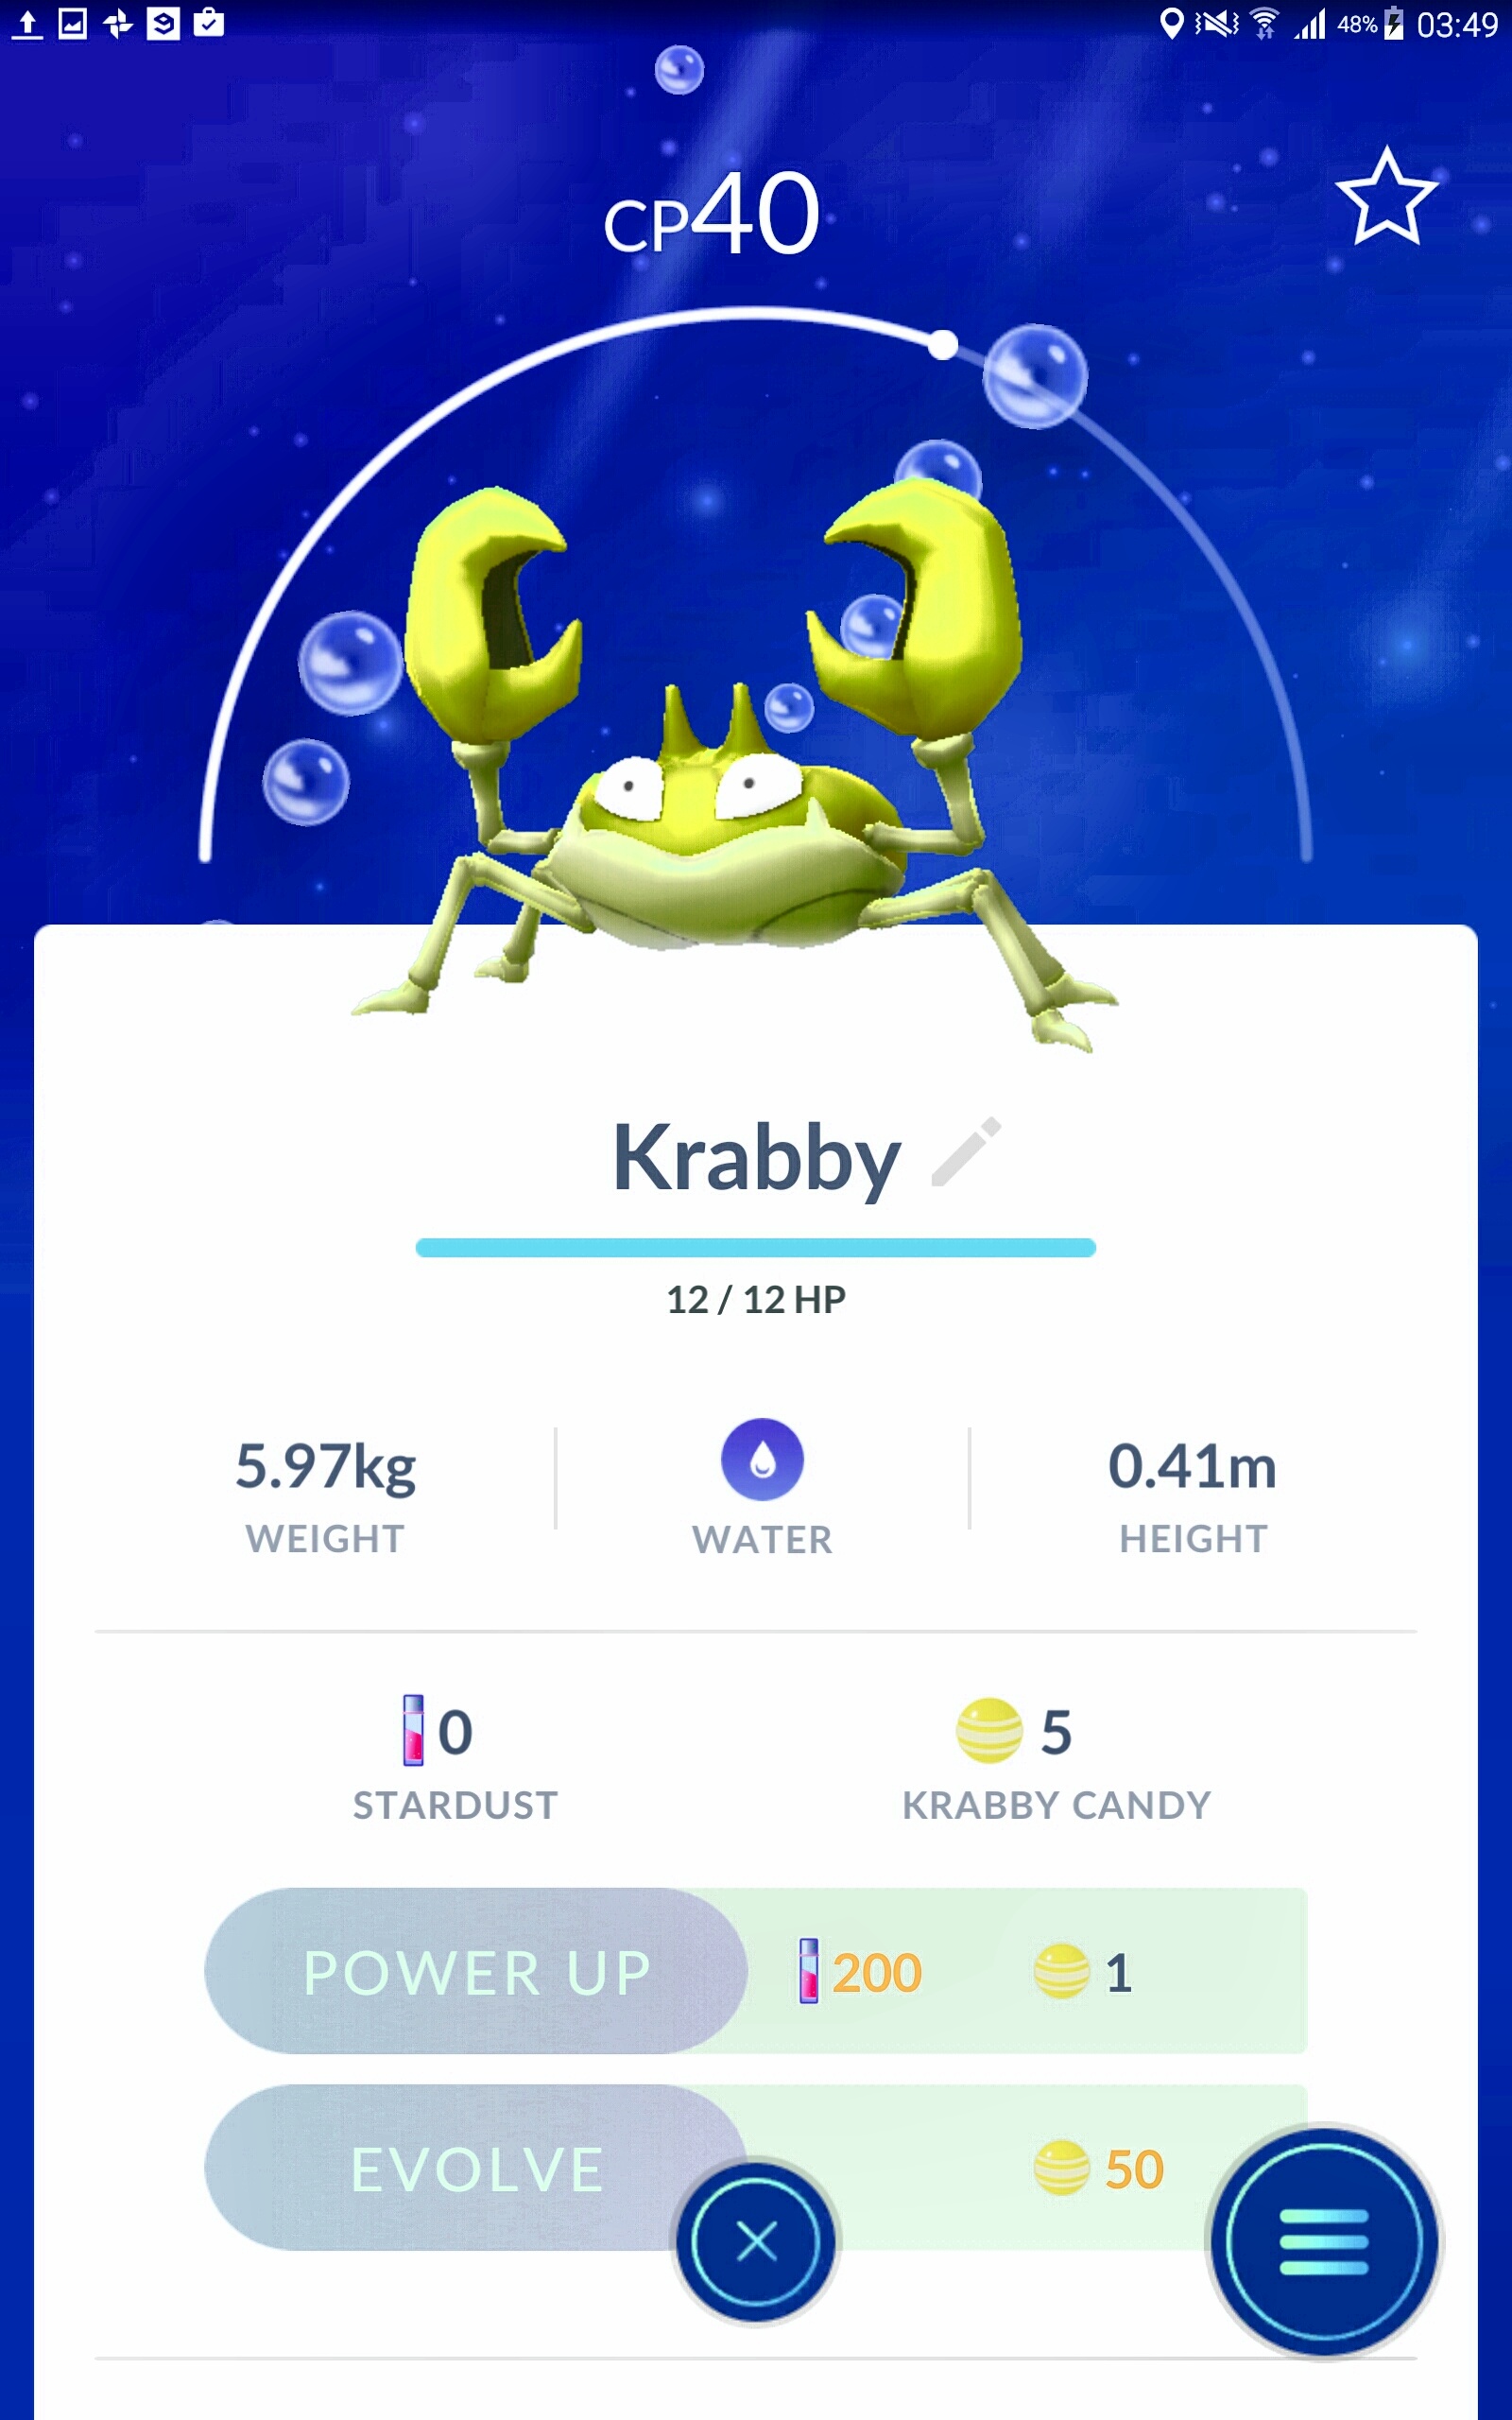 48% 03:49
CP40
Krabby
12 / 12 HP
5.97kg
WEIGHT
WATER
0.41m
HEIGHT
0
STARDUST
5
KRABBY CANDY
POWER UP 200 1
EVOLVE 50